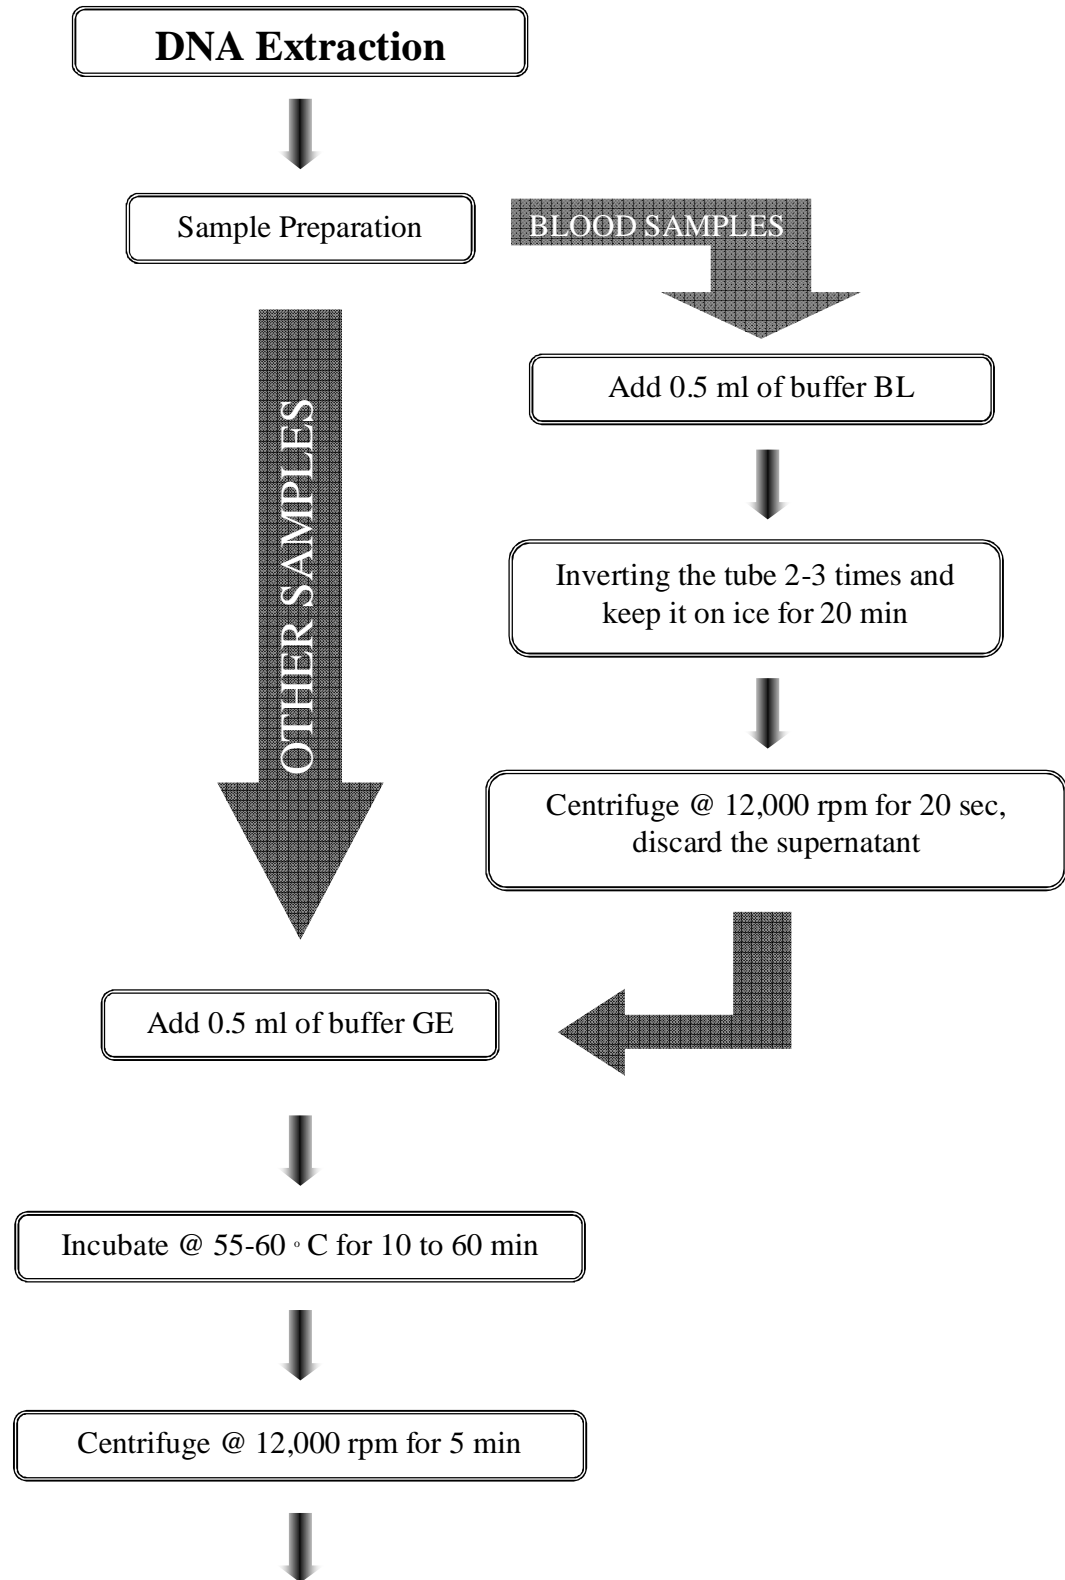 DNA Extraction
Sample Preparation
BLOOD SAMPLES
OTHER SAMPLES
Add 0.5 ml of buffer BL
Inverting the tube 2-3 times and
keep it on ice for 20 min
Centrifuge @ 12,000 rpm for 20 sec,
discard the supernatant
Add 0.5 ml of buffer GE
Incubate @ 55-60 ° C for 10 to 60 min
Centrifuge @ 12,000 rpm for 5 min